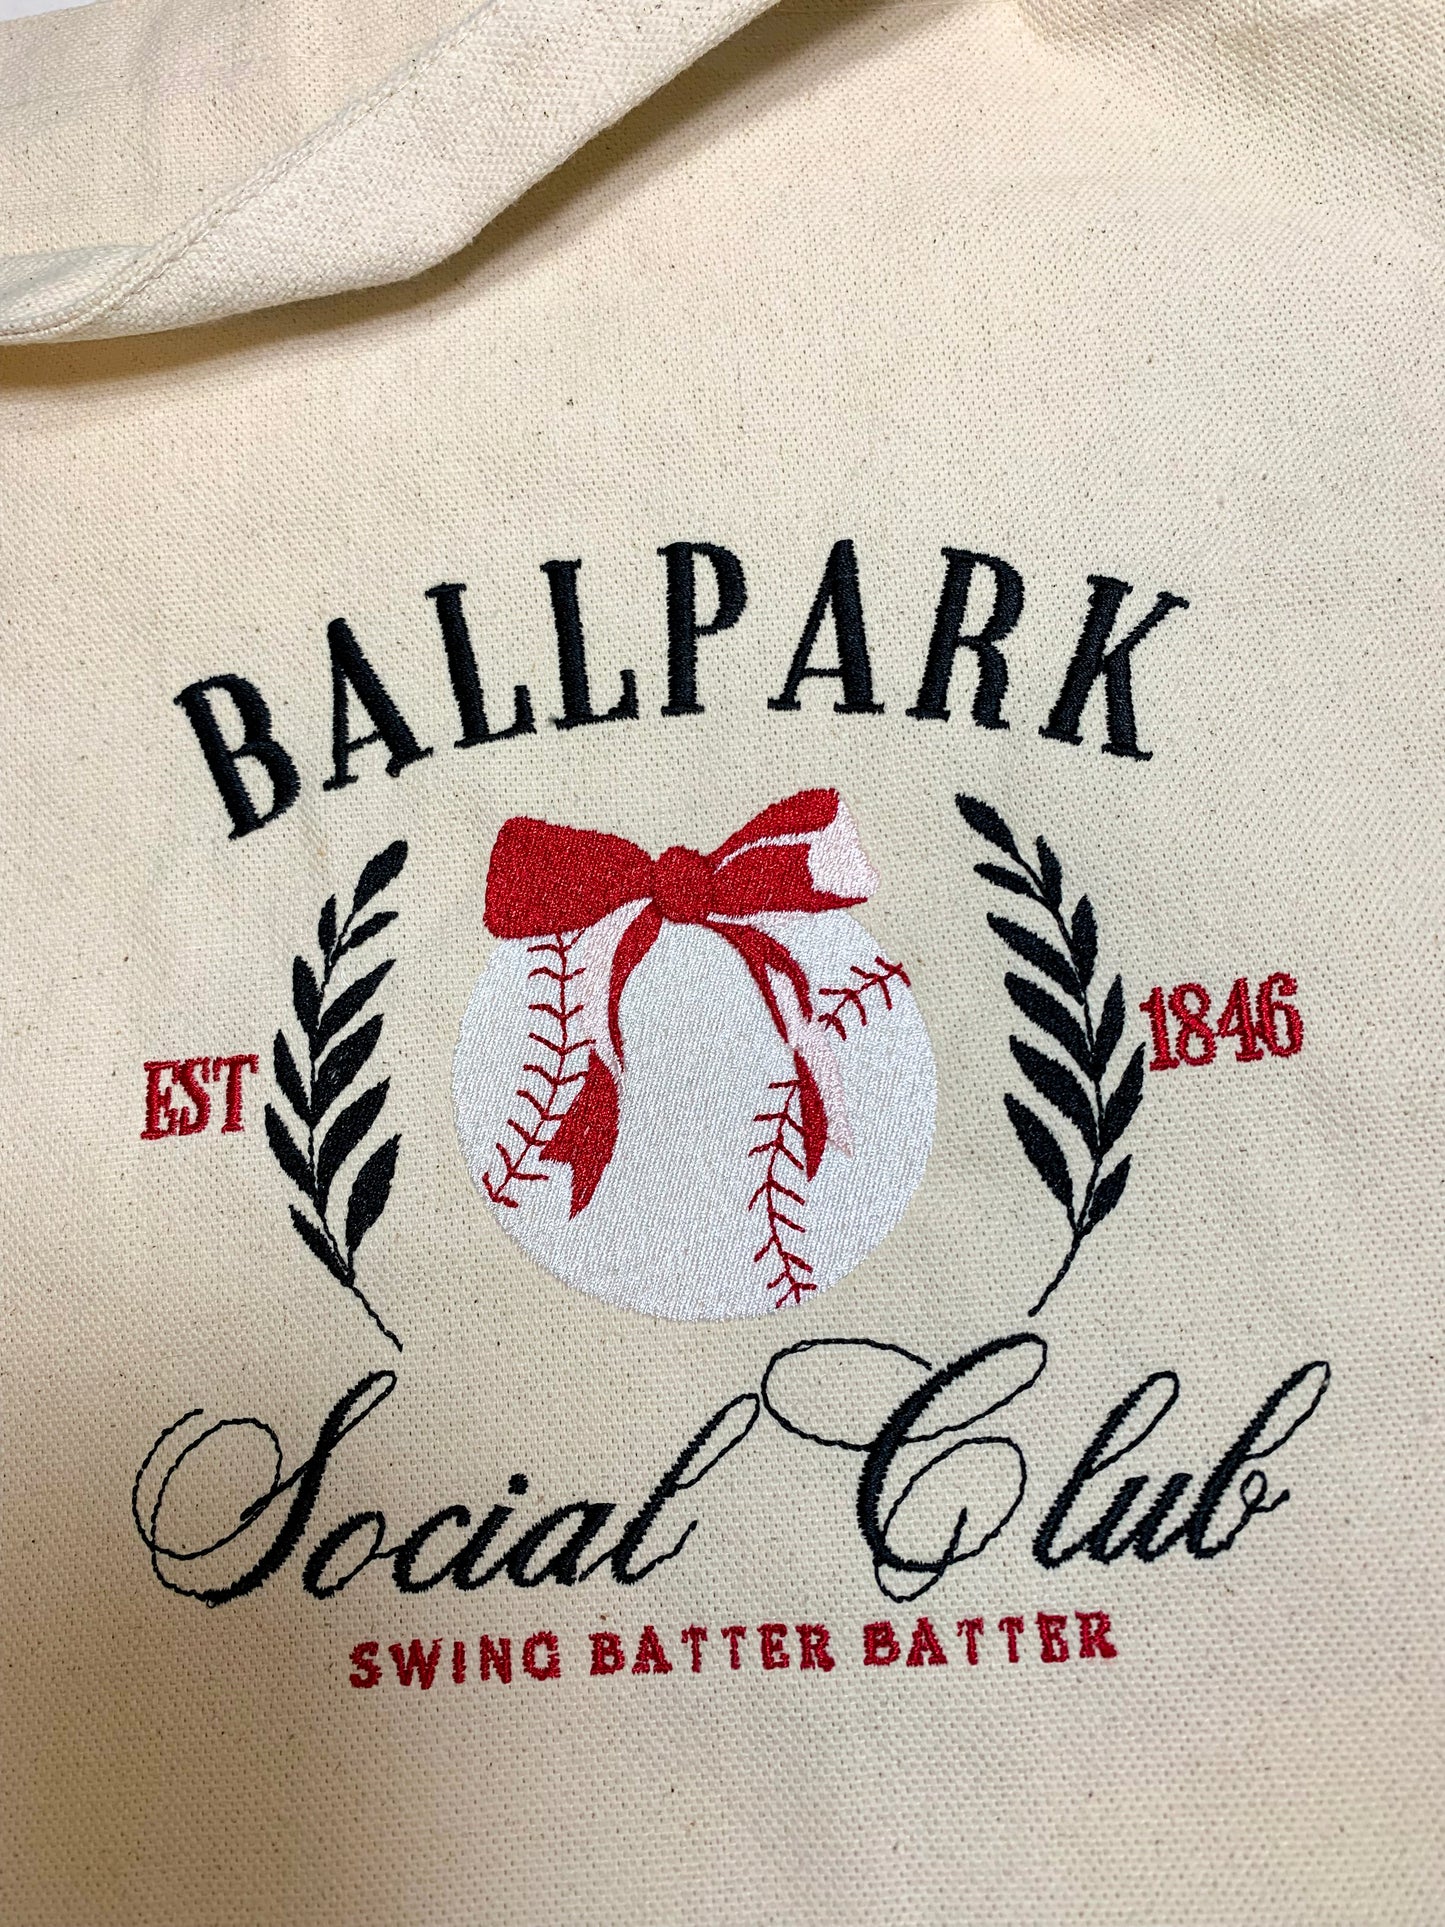 BALLPARK
EST 1846
Social Club
SWING BATTER BATTER